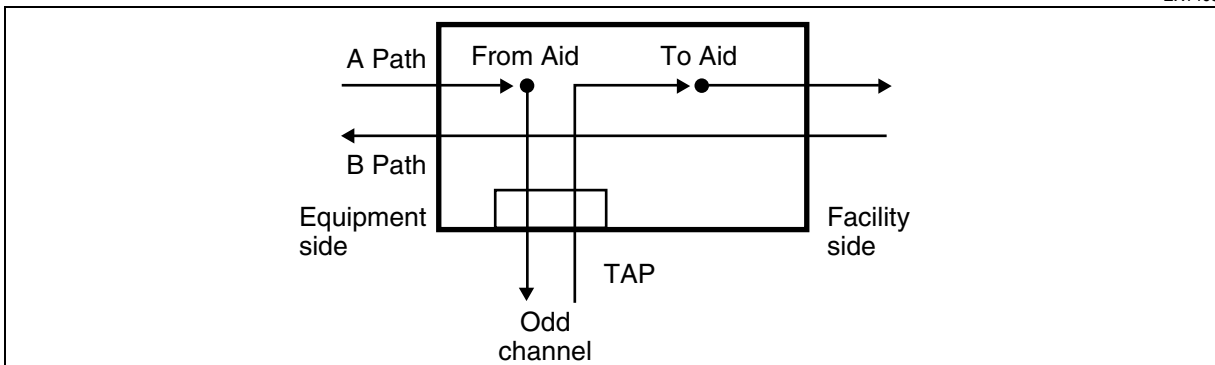 A Path
From Aid
To Aid
B Path
Equipment
side
Facility
side
TAP
Odd
channel